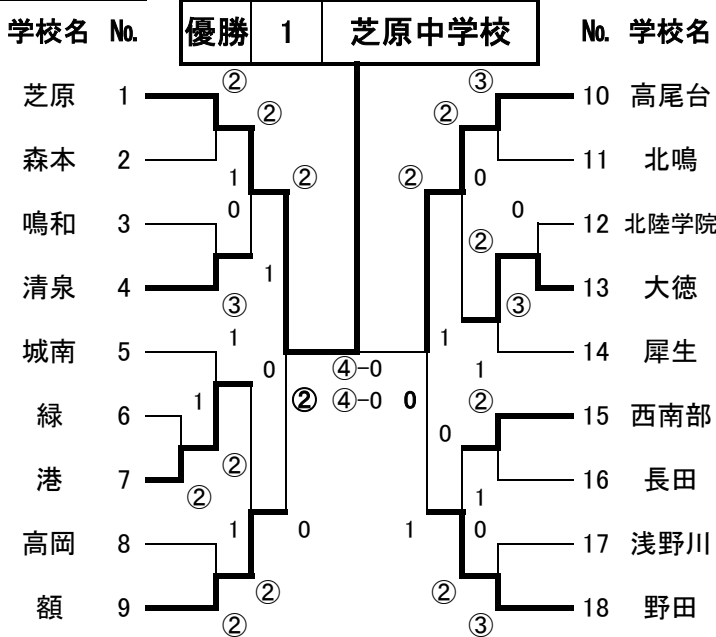 学校名 No. 優勝 1 芝原中学校 No. 学校名
芝原 1 ② ③ 10 高尾台
② ②
森本 2 11 北鳴
1 ② ② 0
鳴和 3 0 0 12 北陸学院
②
清泉 4 1 13 大徳
③ ③
城南 5 1 1 14 犀生
0 ④-0 1
緑 6 1 ② ④-0 0 ② 15 西南部
0
港 7 ② 16 長田
② 1
高岡 8 1 0 1 0 17 浅野川
額 9 ② ② 18 野田
② ③